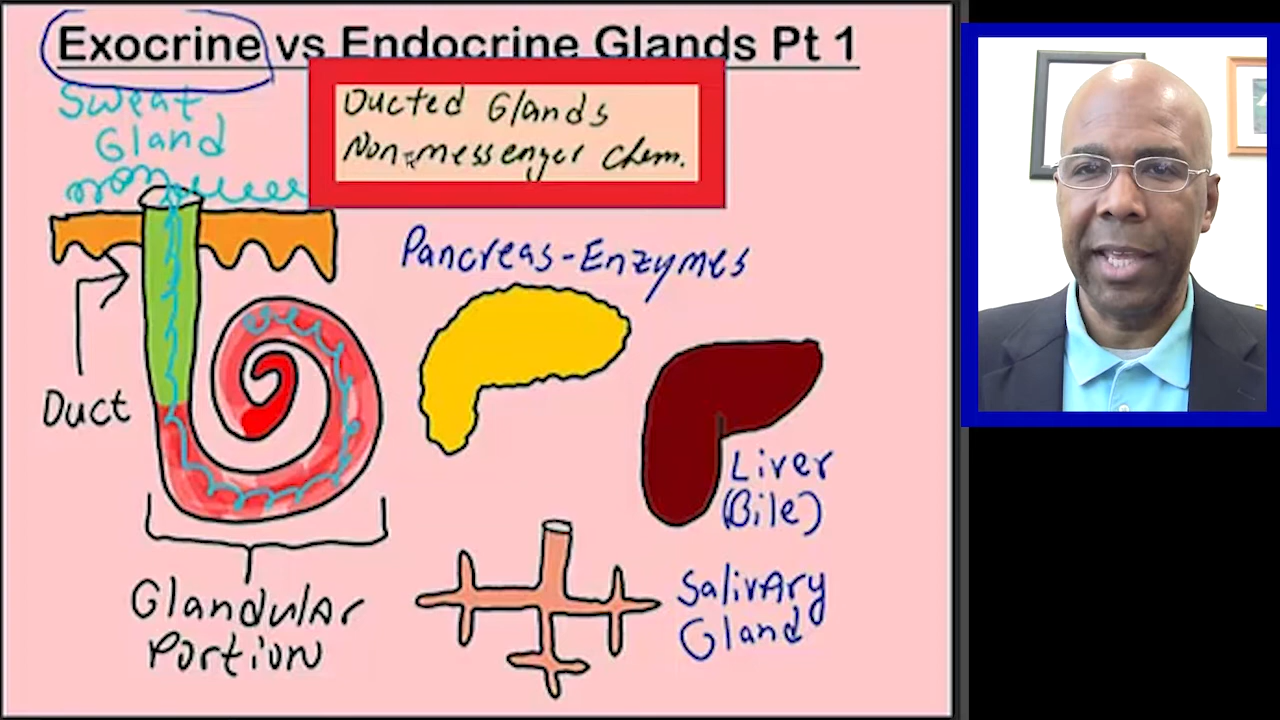 Exocrine vs Endocrine Glands Pt 1
Sweat
Gland
Ducted Glands
Non-messenger Chem.
Pancreas-Enzymes
Duct
Liver
(Bile)
Glandular
Portion
Salivary
Gland